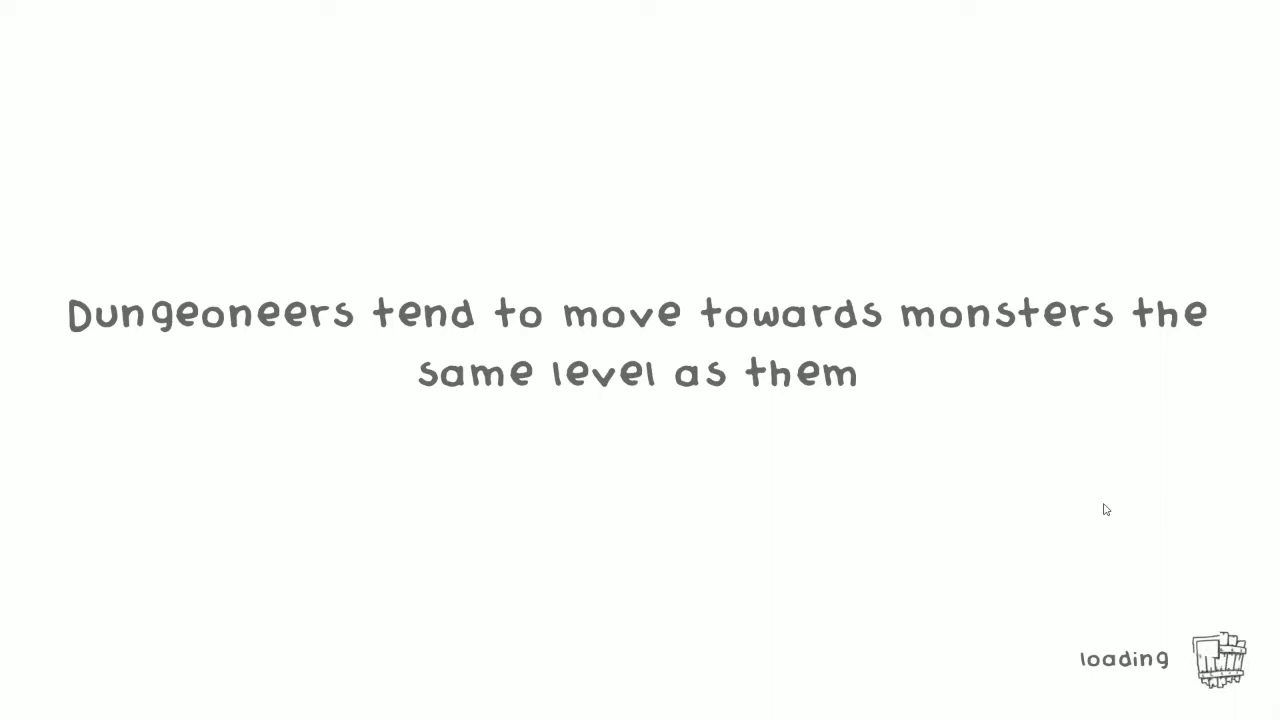 Dungeoneers tend to move towards monsters the
same level as them
loading